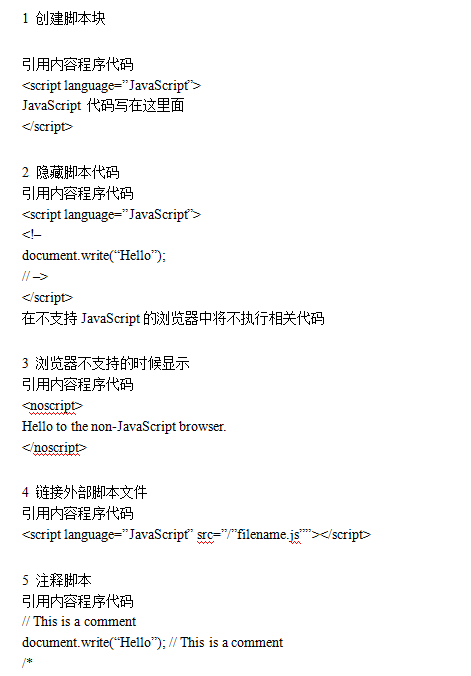 1 创建脚本块
引用内容程序代码
<script language=”JavaScript”>
JavaScript 代码写在这里面
</script>
2 隐藏脚本代码
引用内容程序代码
<script language=”JavaScript”>
<!–
document.write(“Hello”);
// –>
</script>
在不支持 JavaScript 的浏览器中将不执行相关代码
3 浏览器不支持的时候显示
引用内容程序代码
<noscript>
Hello to the non-JavaScript browser.
</noscript>
4 链接外部脚本文件
引用内容程序代码
<script language=”JavaScript” src=”/”filename.js””></script>
5 注释脚本
引用内容程序代码
// This is a comment
document.write(“Hello”); // This is a comment
/*